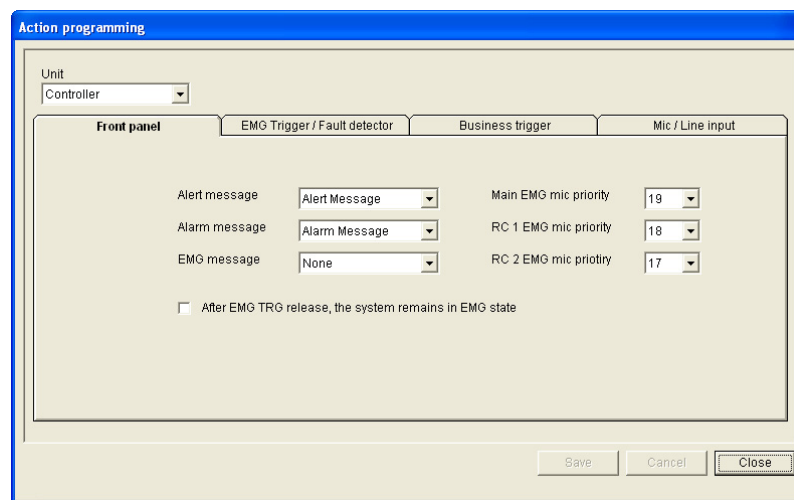 Action programming
Unit
Controller
Front panel EMG Trigger / Fault detector Business trigger Mic / Line input
Alert message Alert Message Main EMG mic priority 19
Alarm message Alarm Message RC 1 EMG mic priority 18
EMG message None RC 2 EMG mic priotiry 17
After EMG TRG release, the system remains in EMG state
Save Cancel Close